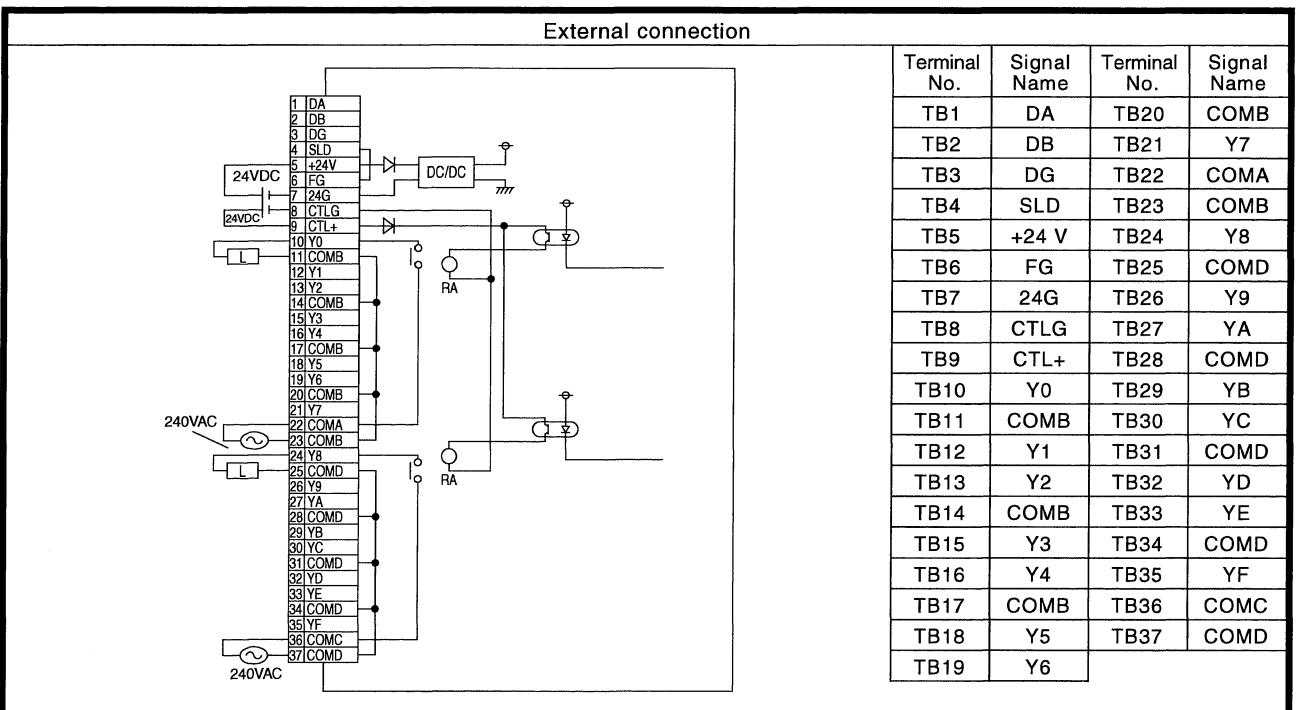 External connection
1 DA
2 DB
3 DG
4 SLD
5 +24V
6 FG
7 24G
8 CTLG
9 CTL+
10 Y0
11 COMB
12 Y1
13 Y2
14 COMB
15 Y3
16 Y4
17 COMB
18 Y5
19 Y6
20 COMB
21 Y7
22 COMA
23 COMB
24 Y8
25 COMD
26 Y9
27 YA
28 COMD
29 YB
30 YC
31 COMD
32 YD
33 YE
34 COMD
35 YF
36 COMC
37 COMD
24VDC
24VDC
L
240VAC
L
240VAC
DC/DC
RA
RA
Terminal No. Signal Name Terminal No. Signal Name
TB1 DA TB20 COMB
TB2 DB TB21 Y7
TB3 DG TB22 COMA
TB4 SLD TB23 COMB
TB5 +24 V TB24 Y8
TB6 FG TB25 COMD
TB7 24G TB26 Y9
TB8 CTLG TB27 YA
TB9 CTL+ TB28 COMD
TB10 Y0 TB29 YB
TB11 COMB TB30 YC
TB12 Y1 TB31 COMD
TB13 Y2 TB32 YD
TB14 COMB TB33 YE
TB15 Y3 TB34 COMD
TB16 Y4 TB35 YF
TB17 COMB TB36 COMC
TB18 Y5 TB37 COMD
TB19 Y6